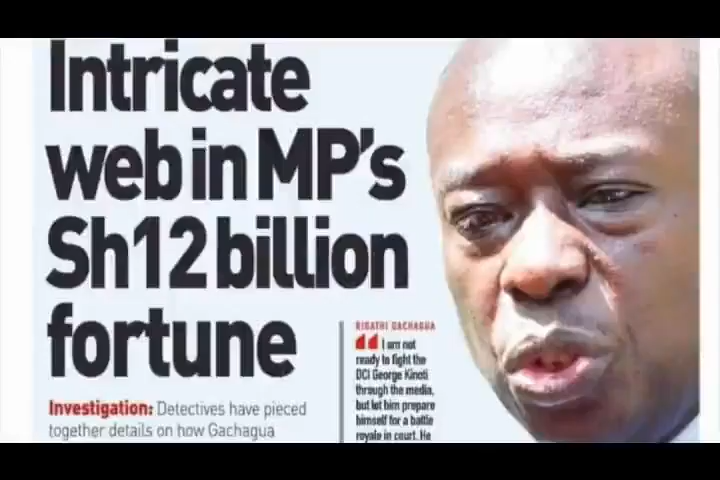 Intricate
web in MP's
Sh12 billion
fortune
Investigation: Detectives have pieced
together details on how Gachagua
RIGATHI GACHAGUA
I am not
ready to fight the
DCI George Kinoti
through the media,
but let him prepare
himself for a battle
royale in court. He